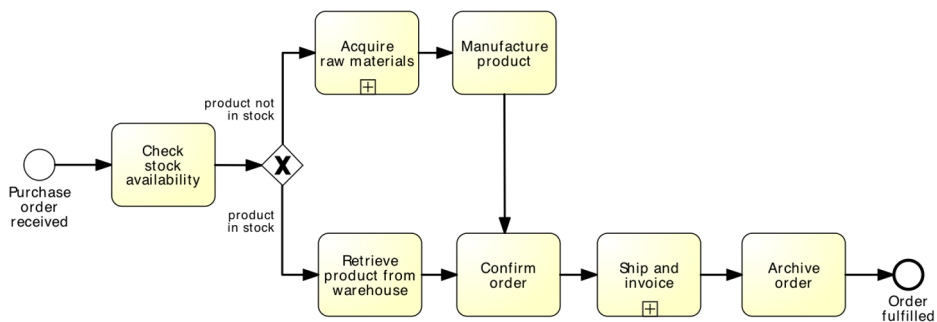 Acquire
raw materials
Manufacture
product
product not
in stock
Check
stock
availability
X
Purchase
order
received
product
in stock
Retrieve
product from
warehouse
Confirm
order
Ship and
invoice
Archive
order
Order
fulfilled